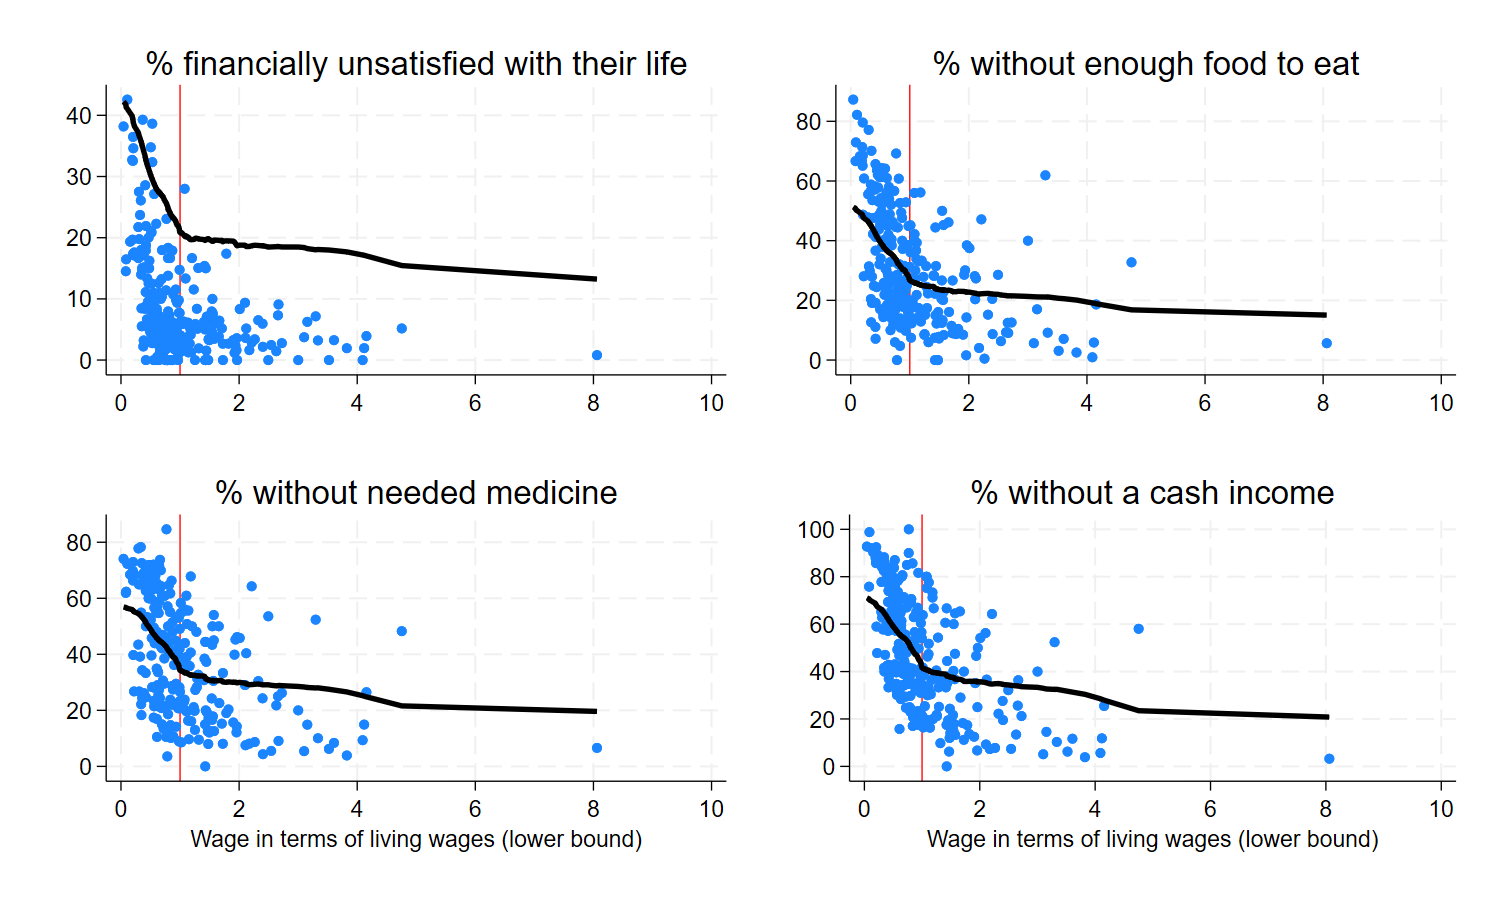 % financially unsatisfied with their life
40
30
20
10
0
0 2 4 6 8 10
% without enough food to eat
80
60
40
20
0
0 2 4 6 8 10
% without needed medicine
80
60
40
20
0
0 2 4 6 8 10
Wage in terms of living wages (lower bound)
% without a cash income
100
80
60
40
20
0
0 2 4 6 8 10
Wage in terms of living wages (lower bound)